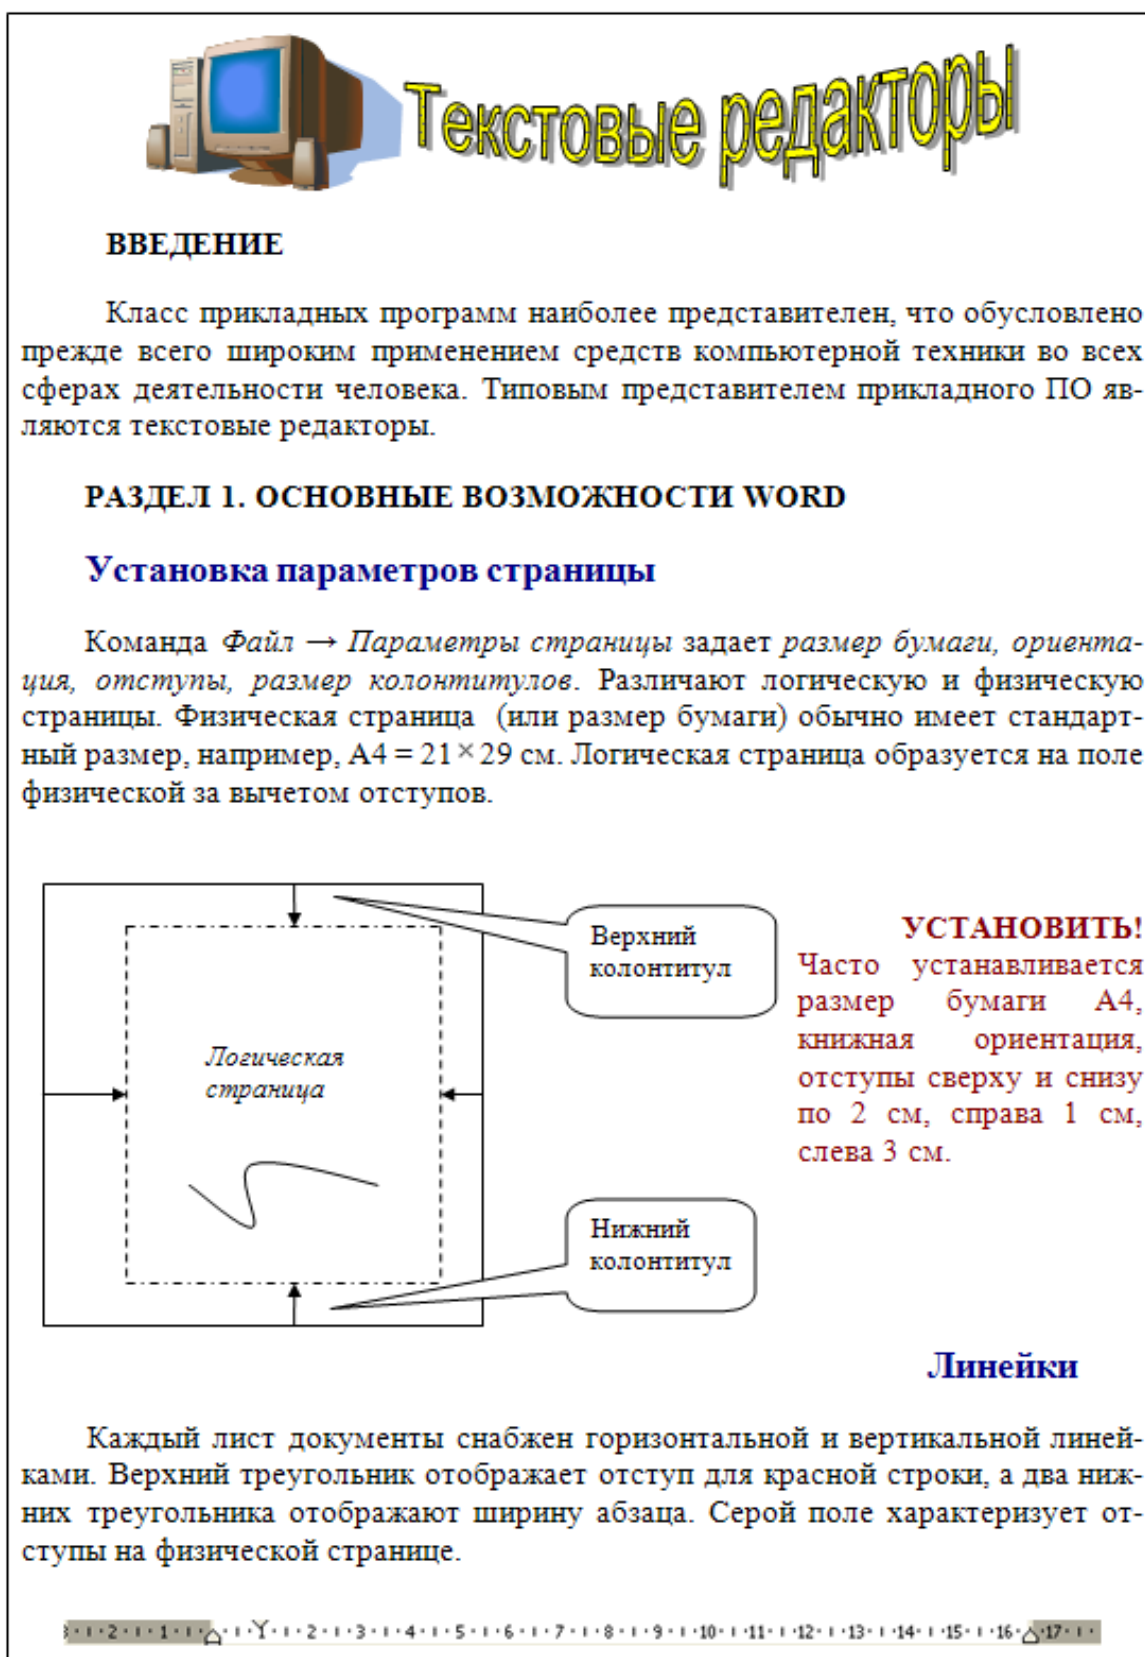 Текстовые редакторы
ВВЕДЕНИЕ
Класс прикладных программ наиболее представителен, что обусловлено
прежде всего широким применением средств компьютерной техники во всех
сферах деятельности человека. Типовым представителем прикладного ПО яв-
ляются текстовые редакторы.
РАЗДЕЛ 1. ОСНОВНЫЕ ВОЗМОЖНОСТИ WORD
Установка параметров страницы
Команда Файл → Параметры страницы задает размер бумаги, ориента-
ция, отступы, размер колонтитулов. Различают логическую и физическую
страницы. Физическая страница (или размер бумаги) обычно имеет стандарт-
ный размер, например, А4 = 21 × 29 см. Логическая страница образуется на поле
физической за вычетом отступов.
Верхний
колонтитул
Логическая
страница
Нижний
колонтитул
УСТАНОВИТЬ!
Часто устанавливается
размер бумаги А4,
книжная ориентация,
отступы сверху и снизу
по 2 см, справа 1 см,
слева 3 см.
Линейки
Каждый лист документы снабжен горизонтальной и вертикальной линей-
ками. Верхний треугольник отображает отступ для красной строки, а два ниж-
них треугольника отображают ширину абзаца. Серой поле характеризует от-
ступы на физической странице.
3 · 2 · 1 · 1 · 2 · 3 · 4 · 5 · 6 · 7 · 8 · 9 · 10 · 11 · 12 · 13 · 14 · 15 · 16 · 17